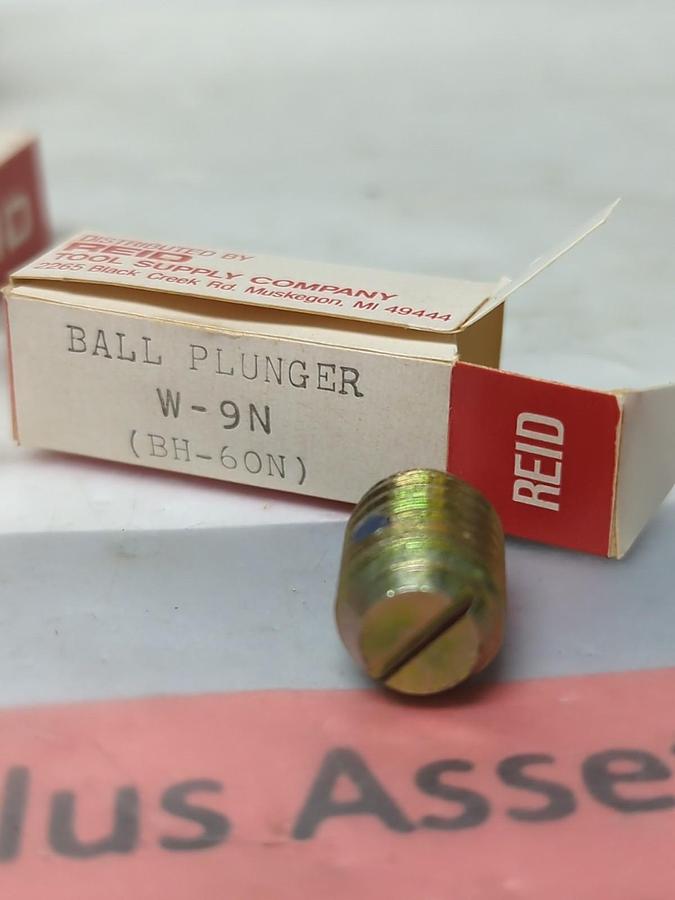 DISTRIBUTED BY
REID
TOOL SUPPLY COMPANY
2265 Black Creek Rd. Muskegon, MI 49444
BALL PLUNGER
W-9N
(BH-60N)
REID
lus Asse